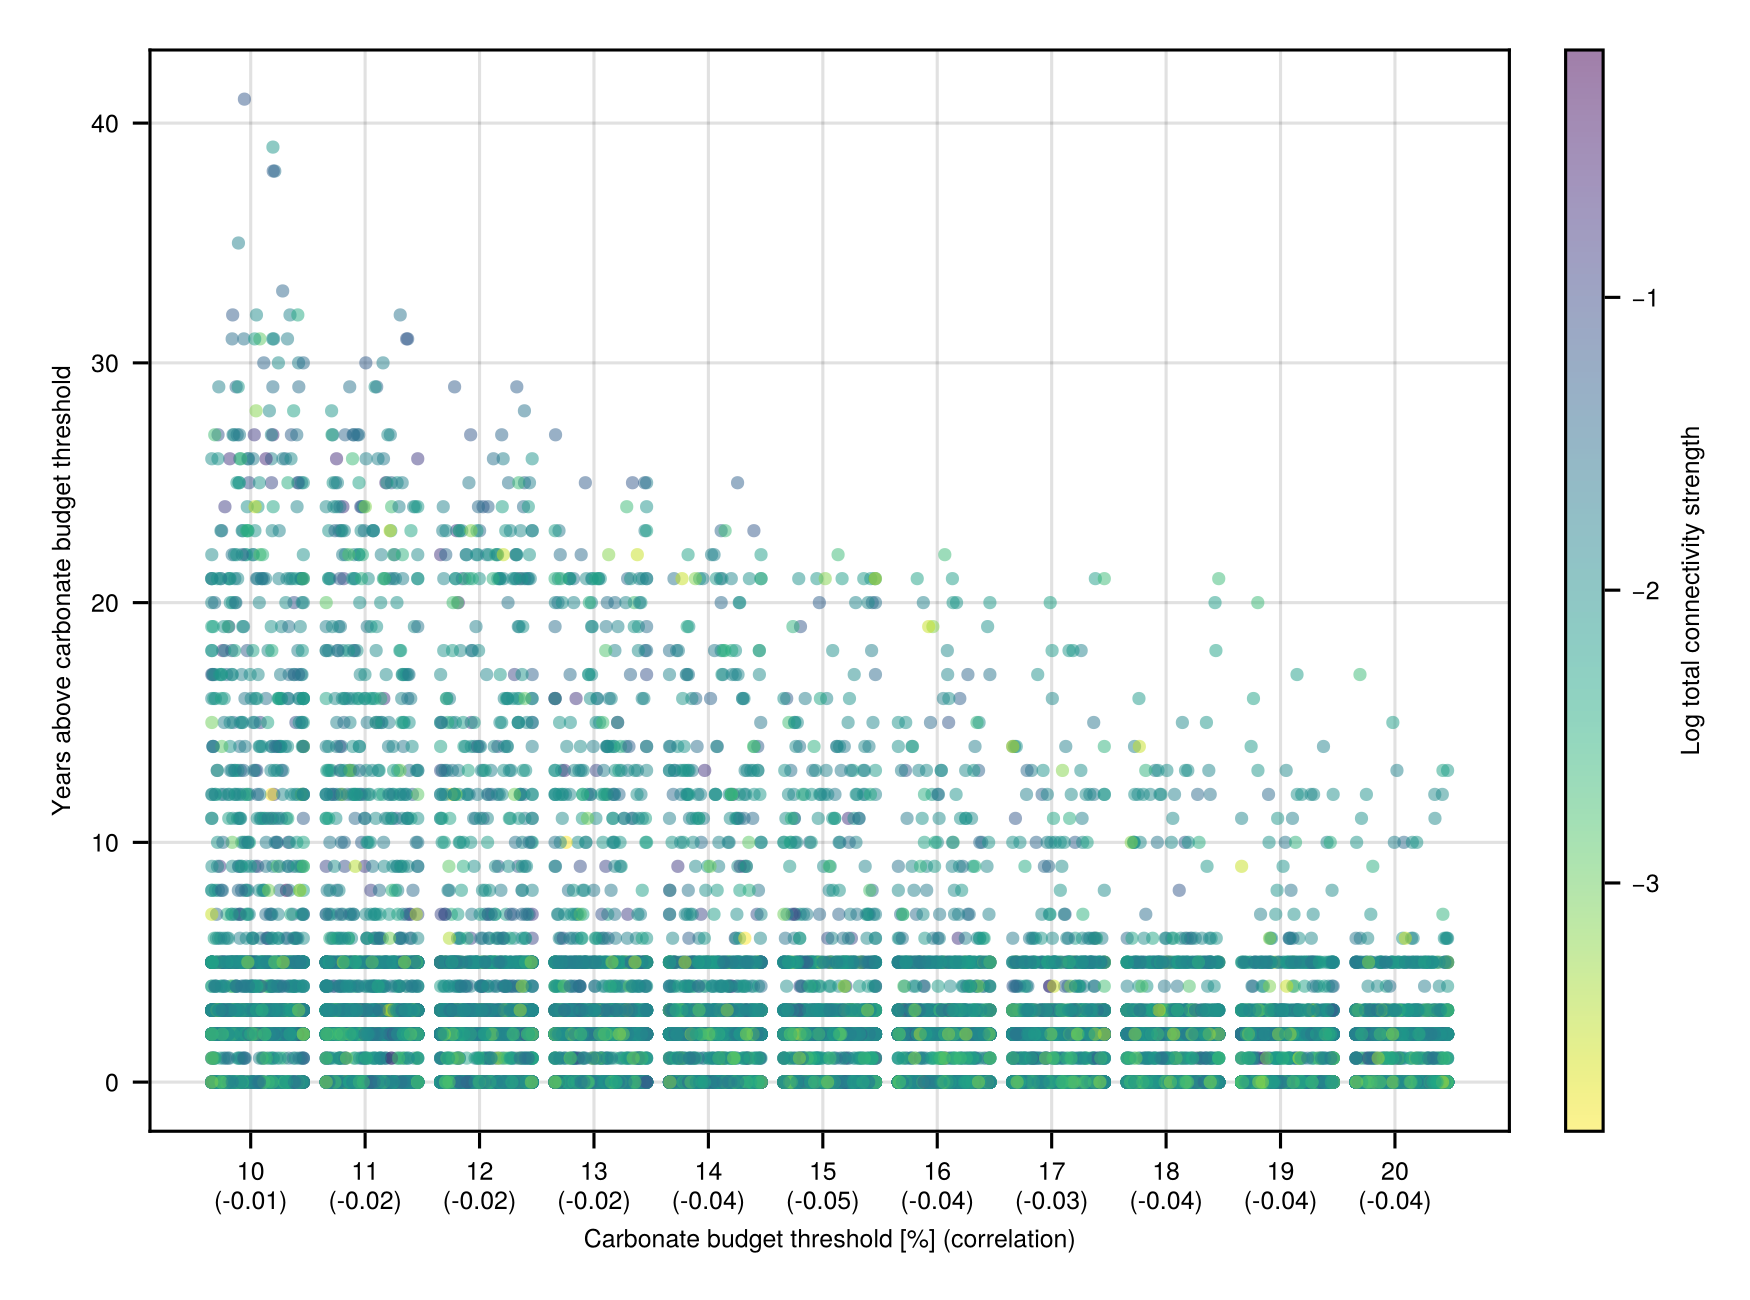 40
30
20
10
0
Years above carbonate budget threshold
10 11 12 13 14 15 16 17 18 19 20
(-0.01) (-0.02) (-0.02) (-0.02) (-0.04) (-0.05) (-0.04) (-0.03) (-0.04) (-0.04) (-0.04)
Carbonate budget threshold [%] (correlation)
−1
−2
−3
Log total connectivity strength